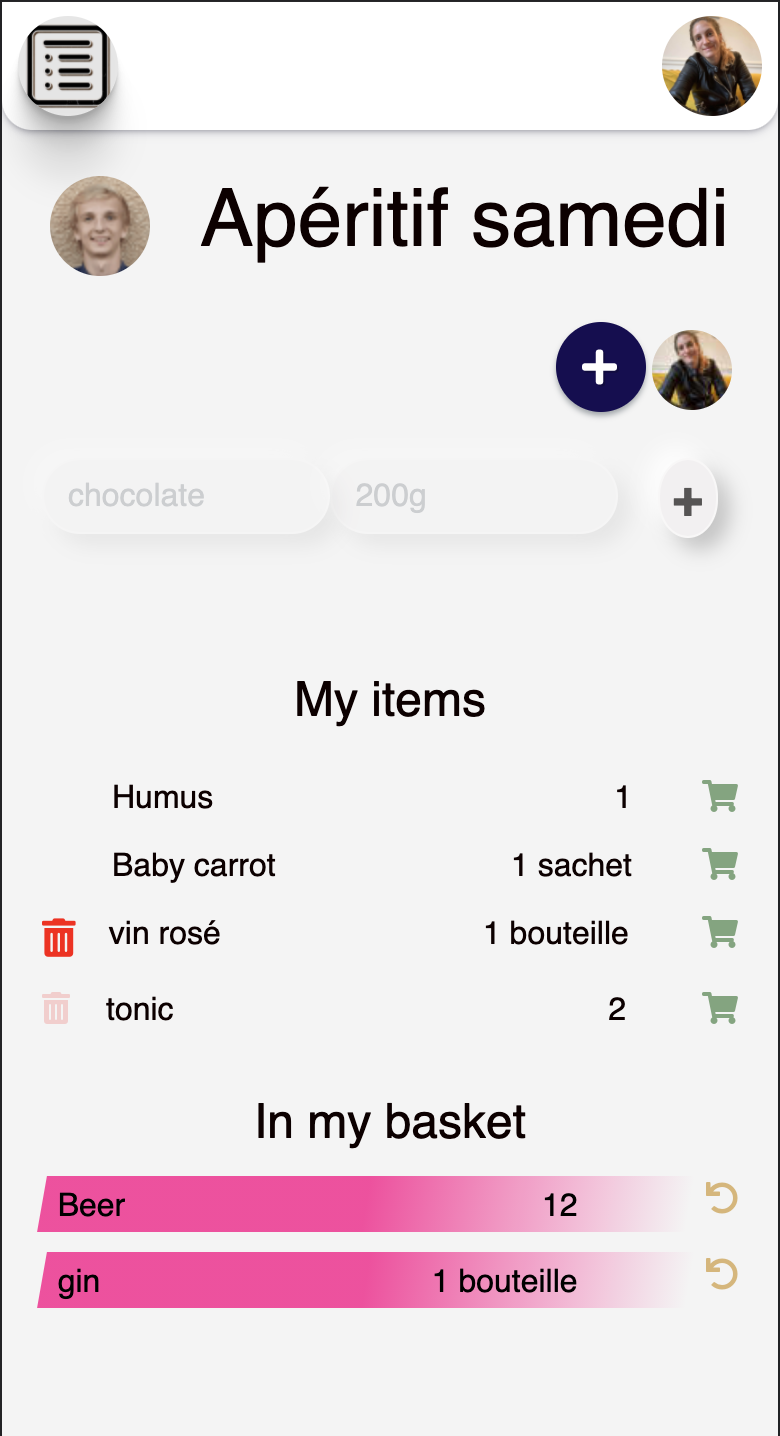 Apéritif samedi
chocolate 200g
My items
Humus 1
Baby carrot 1 sachet
vin rosé 1 bouteille
tonic 2
In my basket
Beer 12
gin 1 bouteille